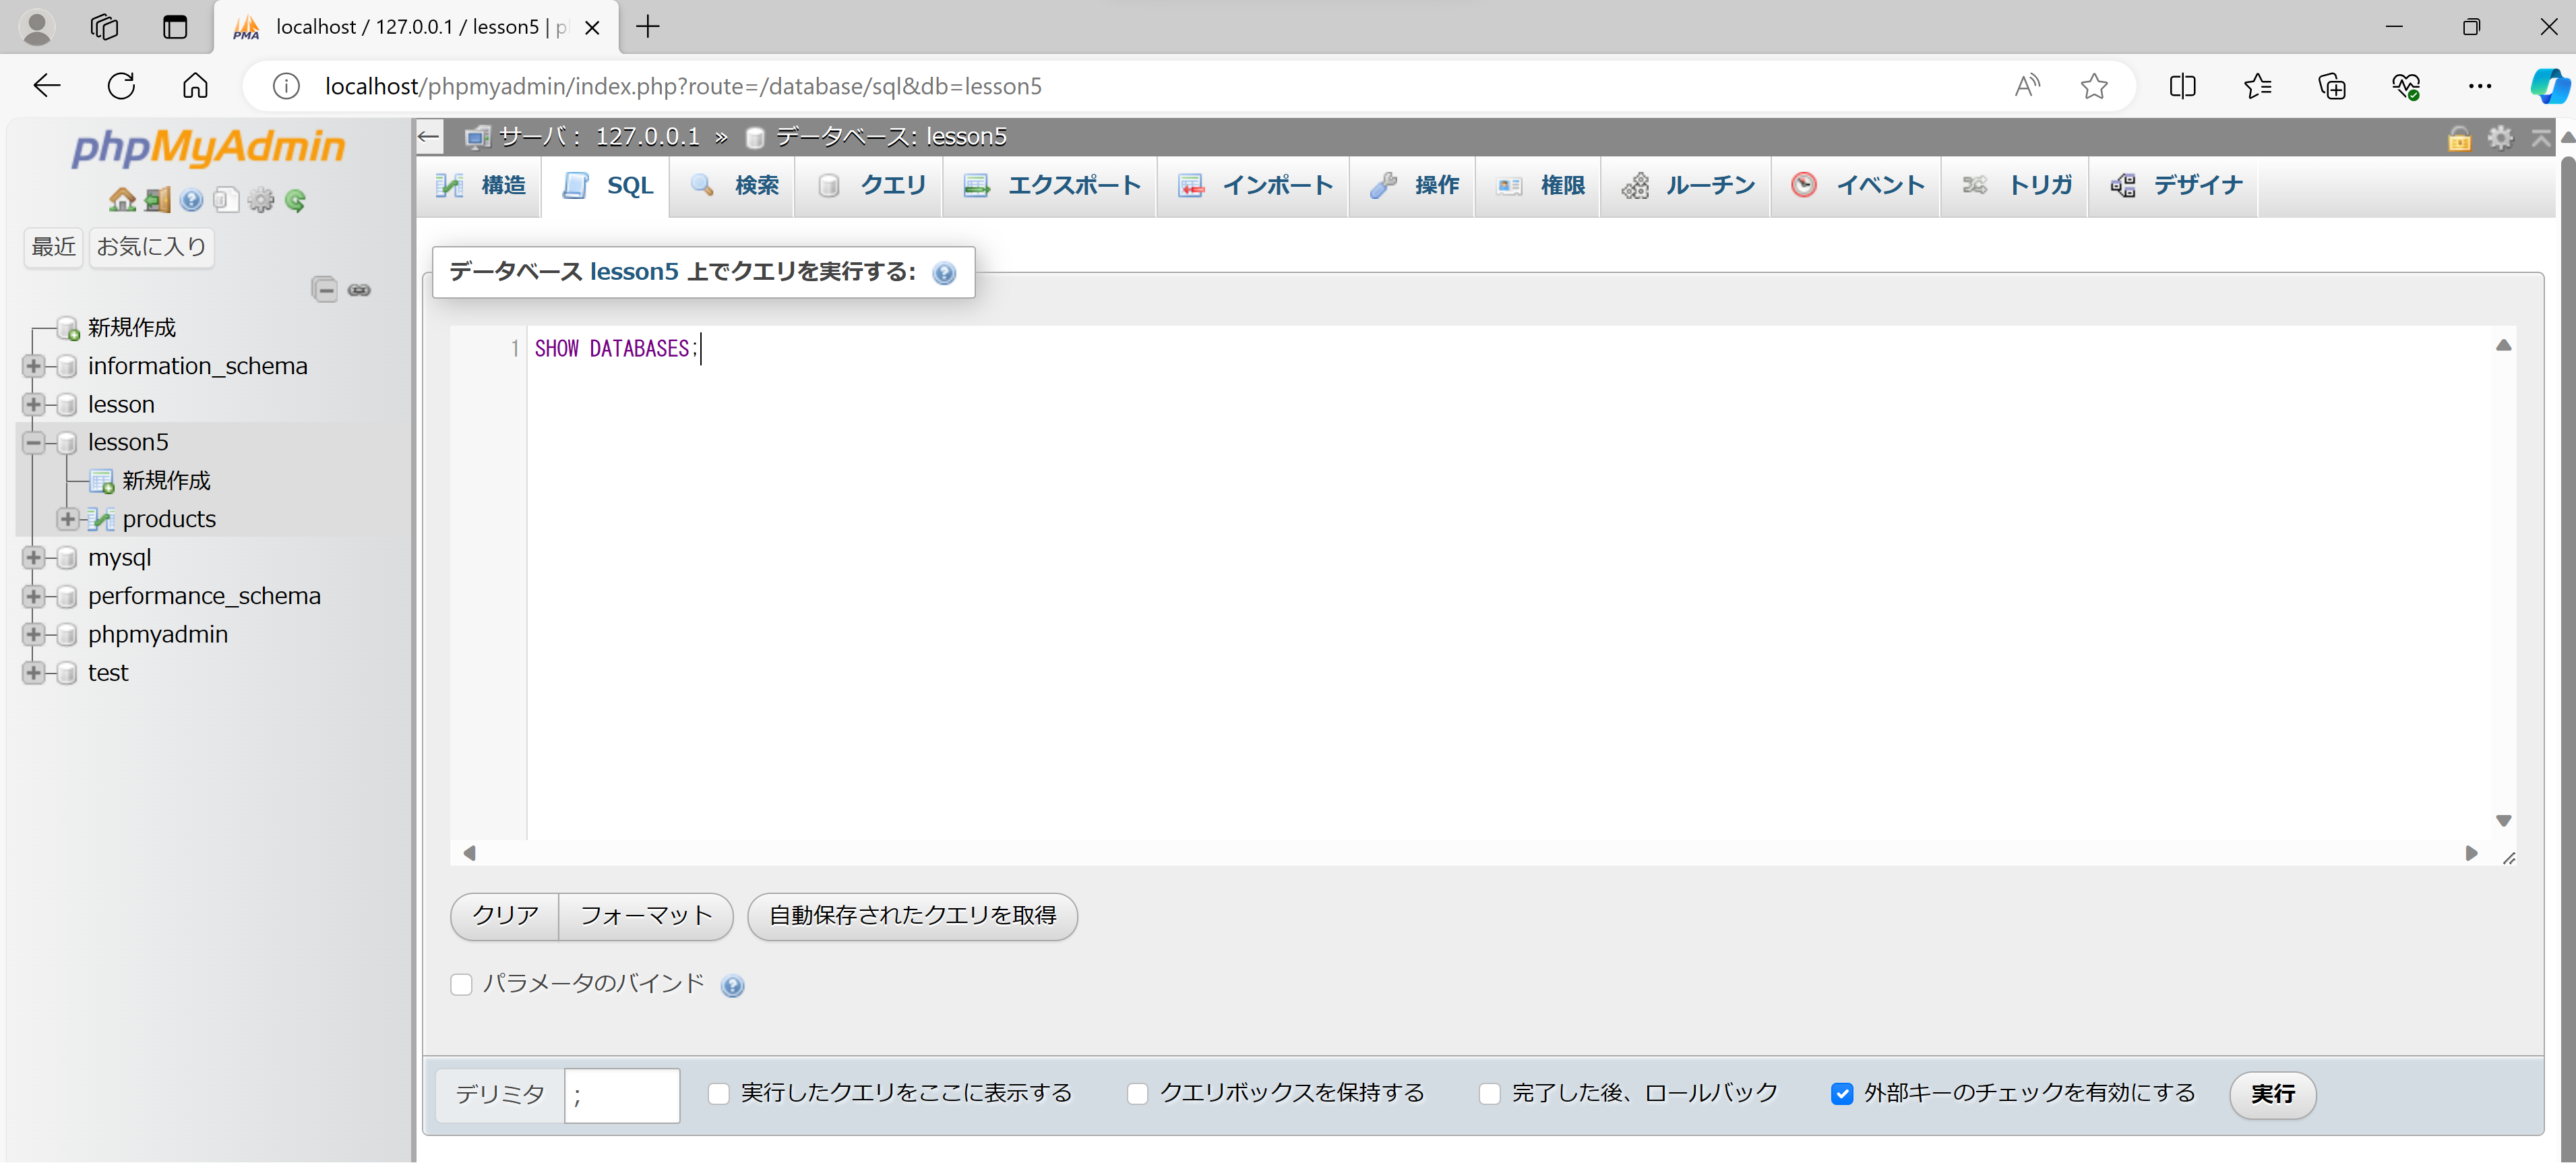 PMA localhost / 127.0.0.1 / lesson5 | p
localhost/phpmyadmin/index.php?route=/database/sql&db=lesson5
phpMyAdmin
最近 お気に入り
新規作成
information_schema
lesson
lesson5
新規作成
products
mysql
performance_schema
phpmyadmin
test
サーバ： 127.0.0.1 » データベース: lesson5
構造 SQL 検索 クエリ エクスポート インポート 操作 権限 ルーチン イベント トリガ デザイナ
データベース lesson5 上でクエリを実行する:
1 SHOW DATABASES;
クリア フォーマット 自動保存されたクエリを取得
パラメータのバインド
デリミタ ; 実行したクエリをここに表示する クエリボックスを保持する 完了した後、ロールバック 外部キーのチェックを有効にする 実行